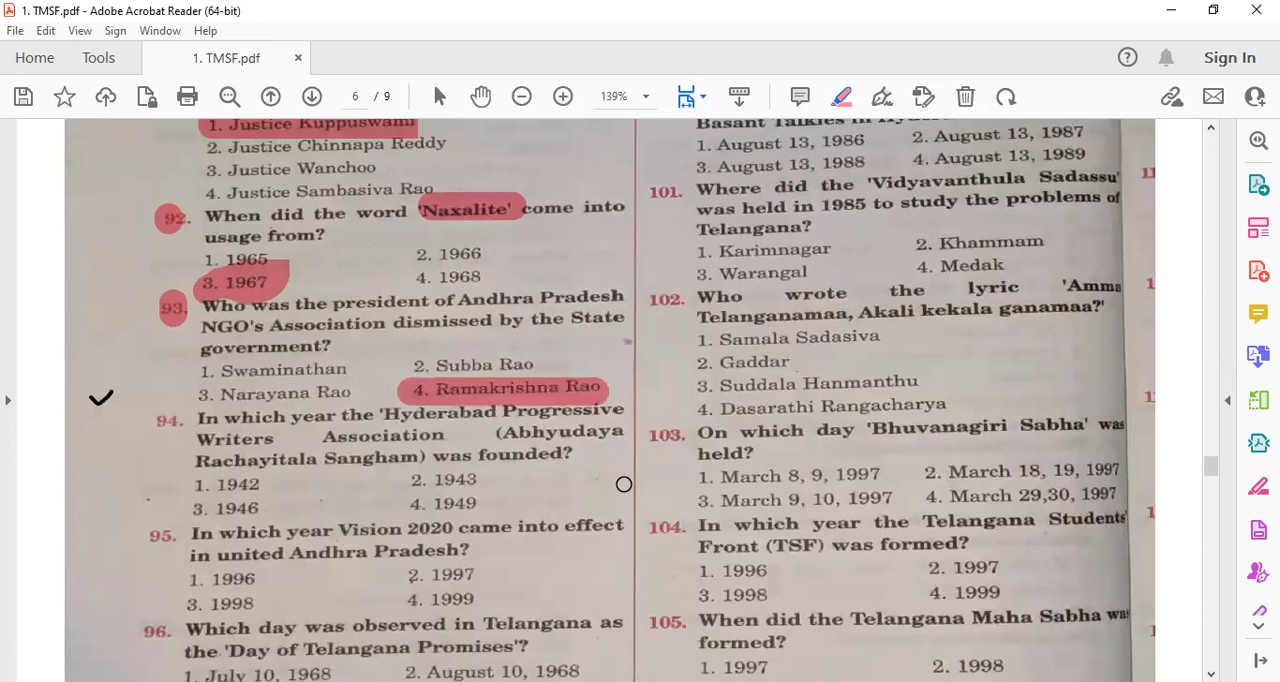 1. TMSF.pdf - Adobe Acrobat Reader (64-bit)
File Edit View Sign Window Help
Home Tools 1. TMSF.pdf × Sign In
6 / 9 139%
1. Justice Kuppuswami
2. Justice Chinnapa Reddy
3. Justice Wanchoo
4. Justice Sambasiva Rao
92. When did the word 'Naxalite' come into
usage from?
1. 1965 2. 1966
3. 1967 4. 1968
93. Who was the president of Andhra Pradesh
NGO's Association dismissed by the State
government?
1. Swaminathan 2. Subba Rao
3. Narayana Rao 4. Ramakrishna Rao
94. In which year the 'Hyderabad Progressive
Writers Association (Abhyudaya
Rachayitala Sangham) was founded?
1. 1942 2. 1943
3. 1946 4. 1949
95. In which year Vision 2020 came into effect
in united Andhra Pradesh?
1. 1996 2. 1997
3. 1998 4. 1999
96. Which day was observed in Telangana as
the 'Day of Telangana Promises'?
1. July 10, 1968 2. August 10, 1968
Basant Talkies in
1. August 13, 1986 2. August 13, 1987
3. August 13, 1988 4. August 13, 1989
101. Where did the 'Vidyavanthula Sadassu'
was held in 1985 to study the problems of
Telangana?
1. Karimnagar 2. Khammam
3. Warangal 4. Medak
102. Who wrote the lyric 'Amma
Telanganamaa, Akali kekala ganamaa?'
1. Samala Sadasiva
2. Gaddar
3. Suddala Hanmanthu
4. Dasarathi Rangacharya
103. On which day 'Bhuvanagiri Sabha' was
held?
1. March 8, 9, 1997 2. March 18, 19, 1997
3. March 9, 10, 1997 4. March 29,30, 1997
104. In which year the Telangana Students'
Front (TSF) was formed?
1. 1996 2. 1997
3. 1998 4. 1999
105. When did the Telangana Maha Sabha was
formed?
1. 1997 2. 1998